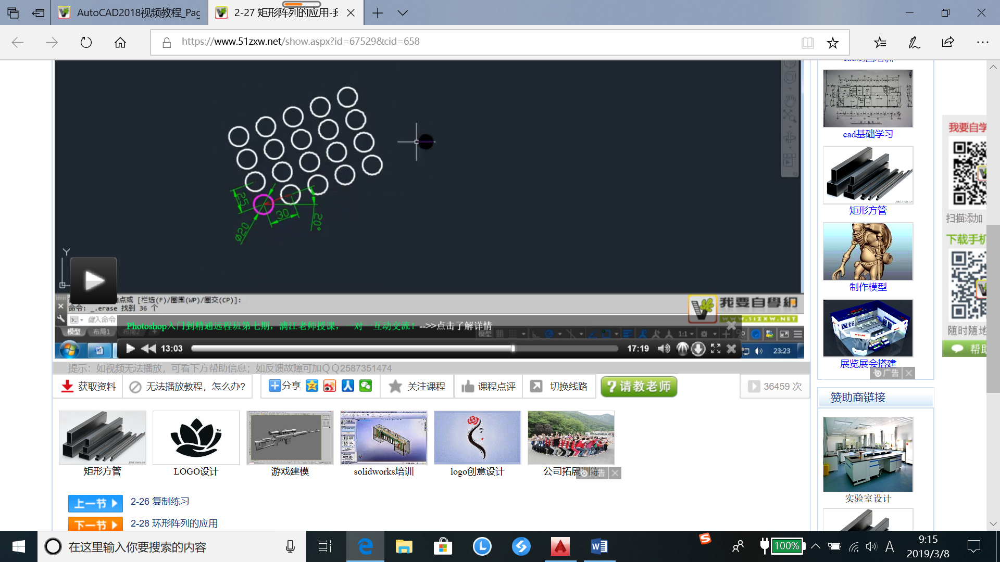 AutoCAD2018视频教程_Pag
2-27 矩形阵列的应用-我
https://www.51zxw.net/show.aspx?id=67529&cid=658
25
30
20°
φ20
Y
点或 [栏选(F)/圈围(WP)/圈交(CP)]:
命令: _.erase 找到 36 个
键入命令
模型 布局1 布局2 +
Photoshop入门到精通远程班第七期，漓江老师授课，一对一互动交流！-->>点击了解详情
模型
1:1
我要自學網
WWW.51ZXW.NET
13:03
17:19
23:23
提示：如视频无法播放，可看下方帮助信息；如反馈故障可加QQ2587351474
获取资料
无法播放教程，怎么办?
分享
关注课程
课程点评
切换线路
?请教老师
36459 次
jdol.com.cn
矩形方管
LOGO设计
游戏建模
solidworks培训
logo创意设计
公司拓展训练
广告
上一节
2-26 复制练习
下一节
2-28 环形阵列的应用
cad基础学习
矩形方管
制作模型
展览展会搭建
广告
赞助商链接
实验室设计
我要自学
扫描添加
下载手机
随时随地
帮助
在这里输入你要搜索的内容
100%
A
9:15
2019/3/8